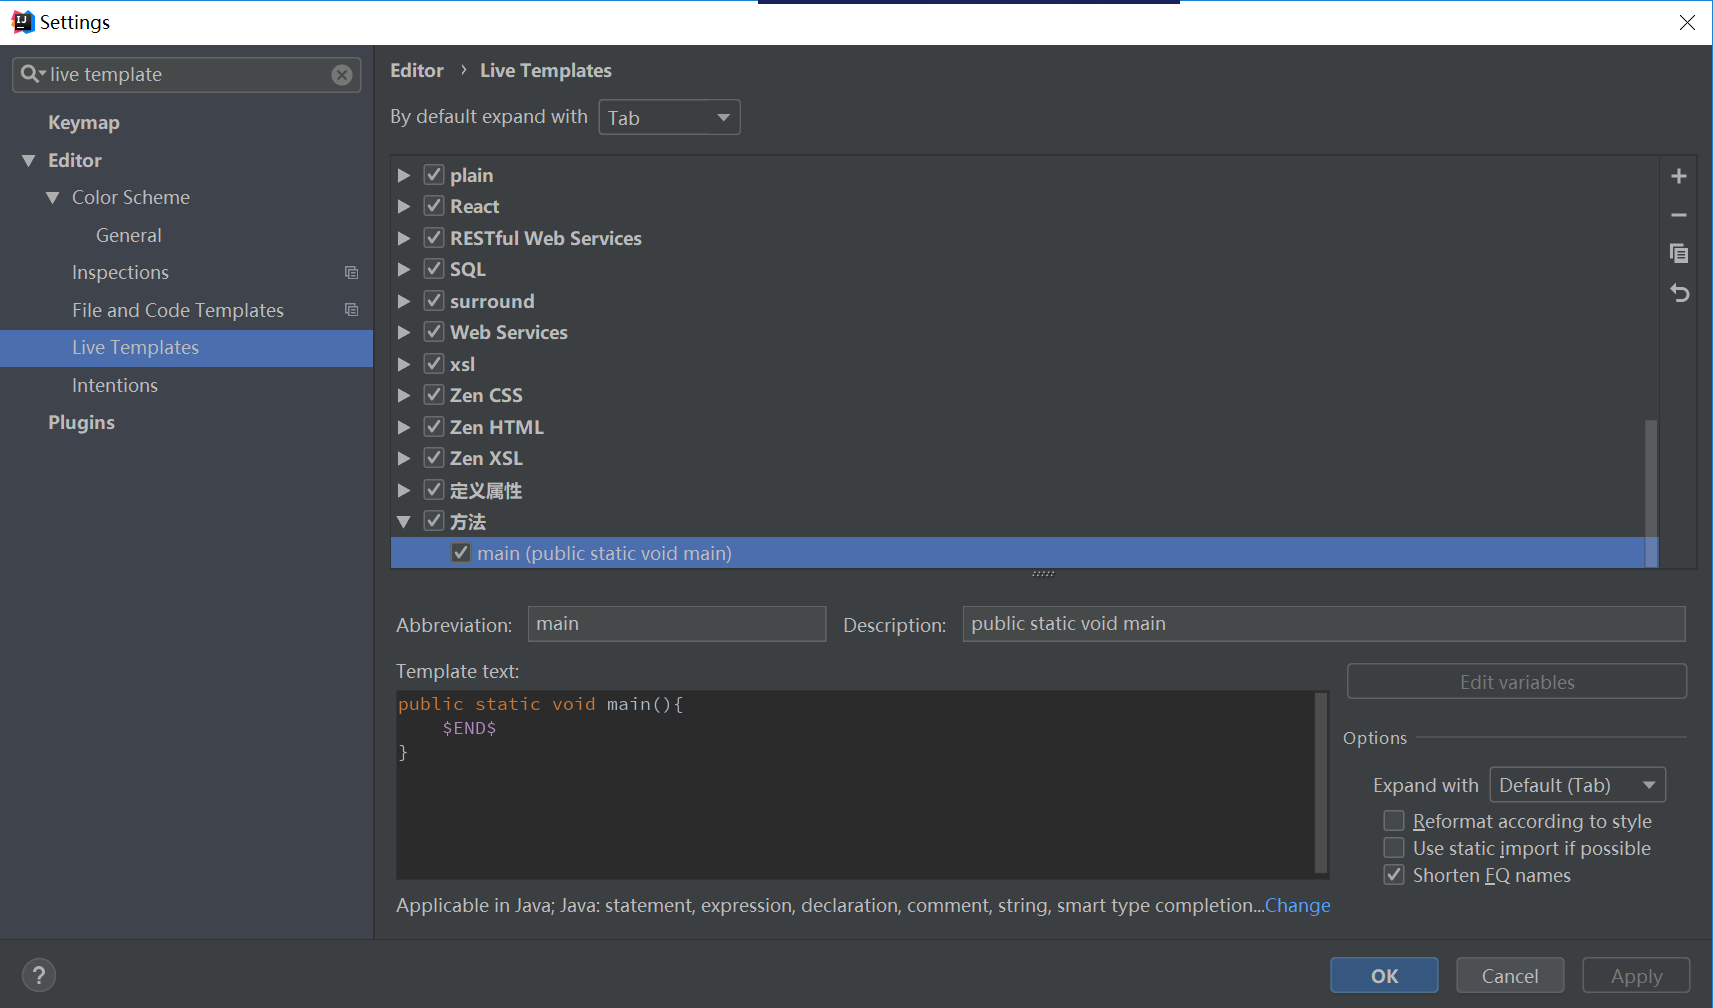 Settings
live template
Keymap
Editor
Color Scheme
General
Inspections
File and Code Templates
Live Templates
Intentions
Plugins
Editor › Live Templates
By default expand with Tab
plain
React
RESTful Web Services
SQL
surround
Web Services
xsl
Zen CSS
Zen HTML
Zen XSL
定义属性
方法
main (public static void main)
Abbreviation: main Description: public static void main
Template text:
public static void main(){
$END$
}
Edit variables
Options
Expand with Default (Tab)
Reformat according to style
Use static import if possible
Shorten FQ names
Applicable in Java; Java: statement, expression, declaration, comment, string, smart type completion...Change
?
OK Cancel Apply